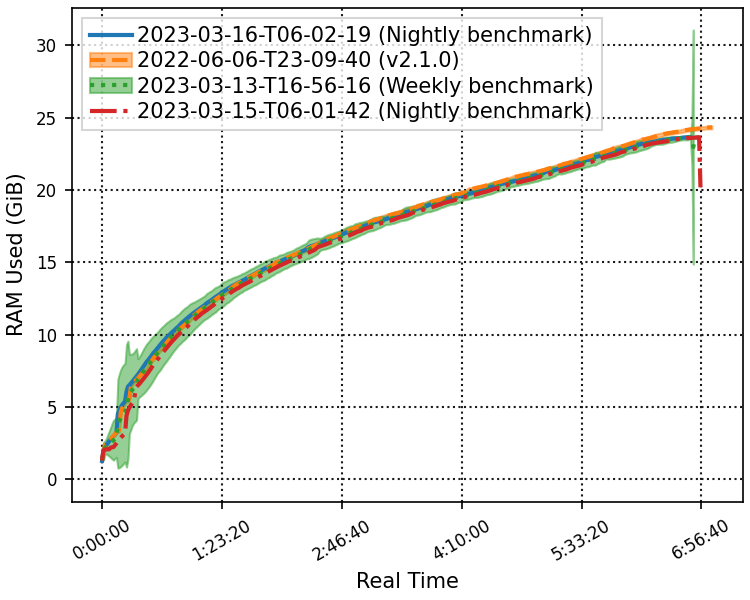 2023-03-16-T06-02-19 (Nightly benchmark)
2022-06-06-T23-09-40 (v2.1.0)
2023-03-13-T16-56-16 (Weekly benchmark)
2023-03-15-T06-01-42 (Nightly benchmark)
30
25
20
15
10
5
0
RAM Used (GiB)
0:00:00
1:23:20
2:46:40
4:10:00
5:33:20
6:56:40
Real Time